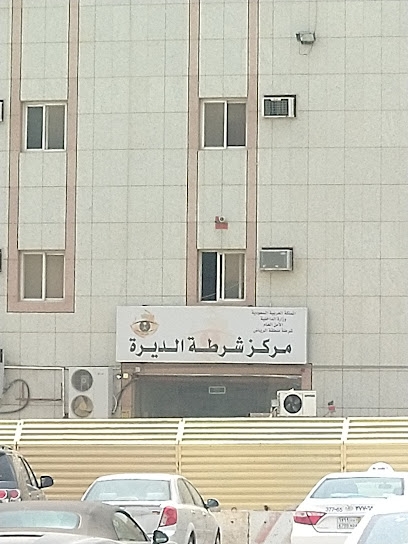 المملكة العربية السعودية
وزارة الداخلية
الأمن العام
شرطة منطقة الرياض
مركز شرطة الديرة